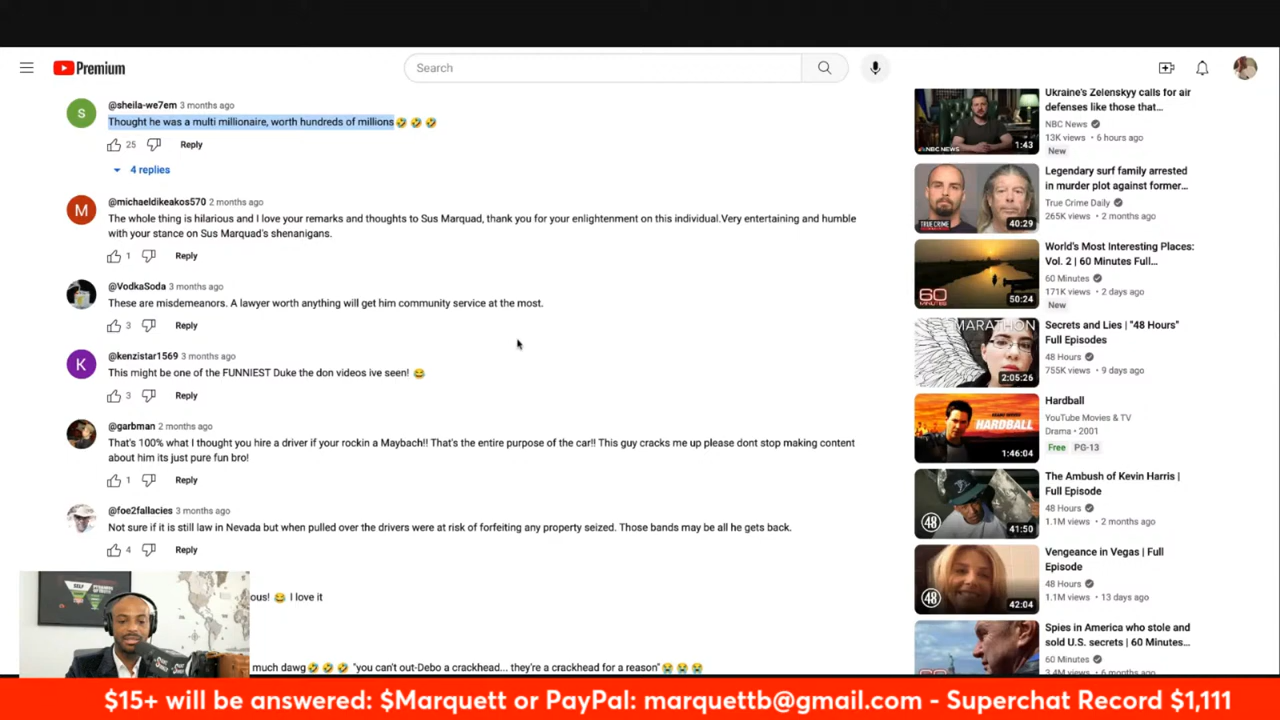 Premium
Search
S
@sheila-we7em 3 months ago
Thought he was a multi millionaire, worth hundreds of millions🤣 🤣 🤣
25 Reply
4 replies
M
@michaeldikeakos570 2 months ago
The whole thing is hilarious and I love your remarks and thoughts to Sus Marquad, thank you for your enlightenment on this individual.Very entertaining and humble
with your stance on Sus Marquad's shenanigans.
1 Reply
@VodkaSoda 3 months ago
These are misdemeanors. A lawyer worth anything will get him community service at the most.
3 Reply
K
@kenzistar1569 3 months ago
This might be one of the FUNNIEST Duke the don videos ive seen! 😂
3 Reply
@garbman 2 months ago
That's 100% what I thought you hire a driver if your rockin a Maybach!! That's the entire purpose of the car!! This guy cracks me up please dont stop making content
about him its just pure fun bro!
1 Reply
@foe2fallacies 3 months ago
Not sure if it is still law in Nevada but when pulled over the drivers were at risk of forfeiting any property seized. Those bands may be all he gets back.
4 Reply
ous! 😂 I love it
much dawg🤣 🤣 🤣 "you can't out-Debo a crackhead... they're a crackhead for a reason"😭 😭 😭
Ukraine's Zelenskyy calls for air
defenses like those that...
NBC News
13K views • 6 hours ago
New
1:43
Legendary surf family arrested
in murder plot against former...
True Crime Daily
265K views • 2 months ago
TRUE CRIME
40:29
World's Most Interesting Places:
Vol. 2 | 60 Minutes Full...
60 Minutes
171K views • 2 days ago
New
60
50:24
Secrets and Lies | "48 Hours"
Full Episodes
48 Hours
755K views • 9 days ago
MARATHON
2:05:26
Hardball
YouTube Movies & TV
Drama • 2001
Free PG-13
HARDBALL
1:46:04
The Ambush of Kevin Harris |
Full Episode
48 Hours
1.1M views • 2 months ago
48
41:50
Vengeance in Vegas | Full
Episode
48 Hours
1.1M views • 13 days ago
48
42:04
Spies in America who stole and
sold U.S. secrets | 60 Minutes...
60 Minutes
3.4M views • 6 months ago
$15+ will be answered: $Marquett or PayPal: marquettb@gmail.com - Superchat Record $1,111